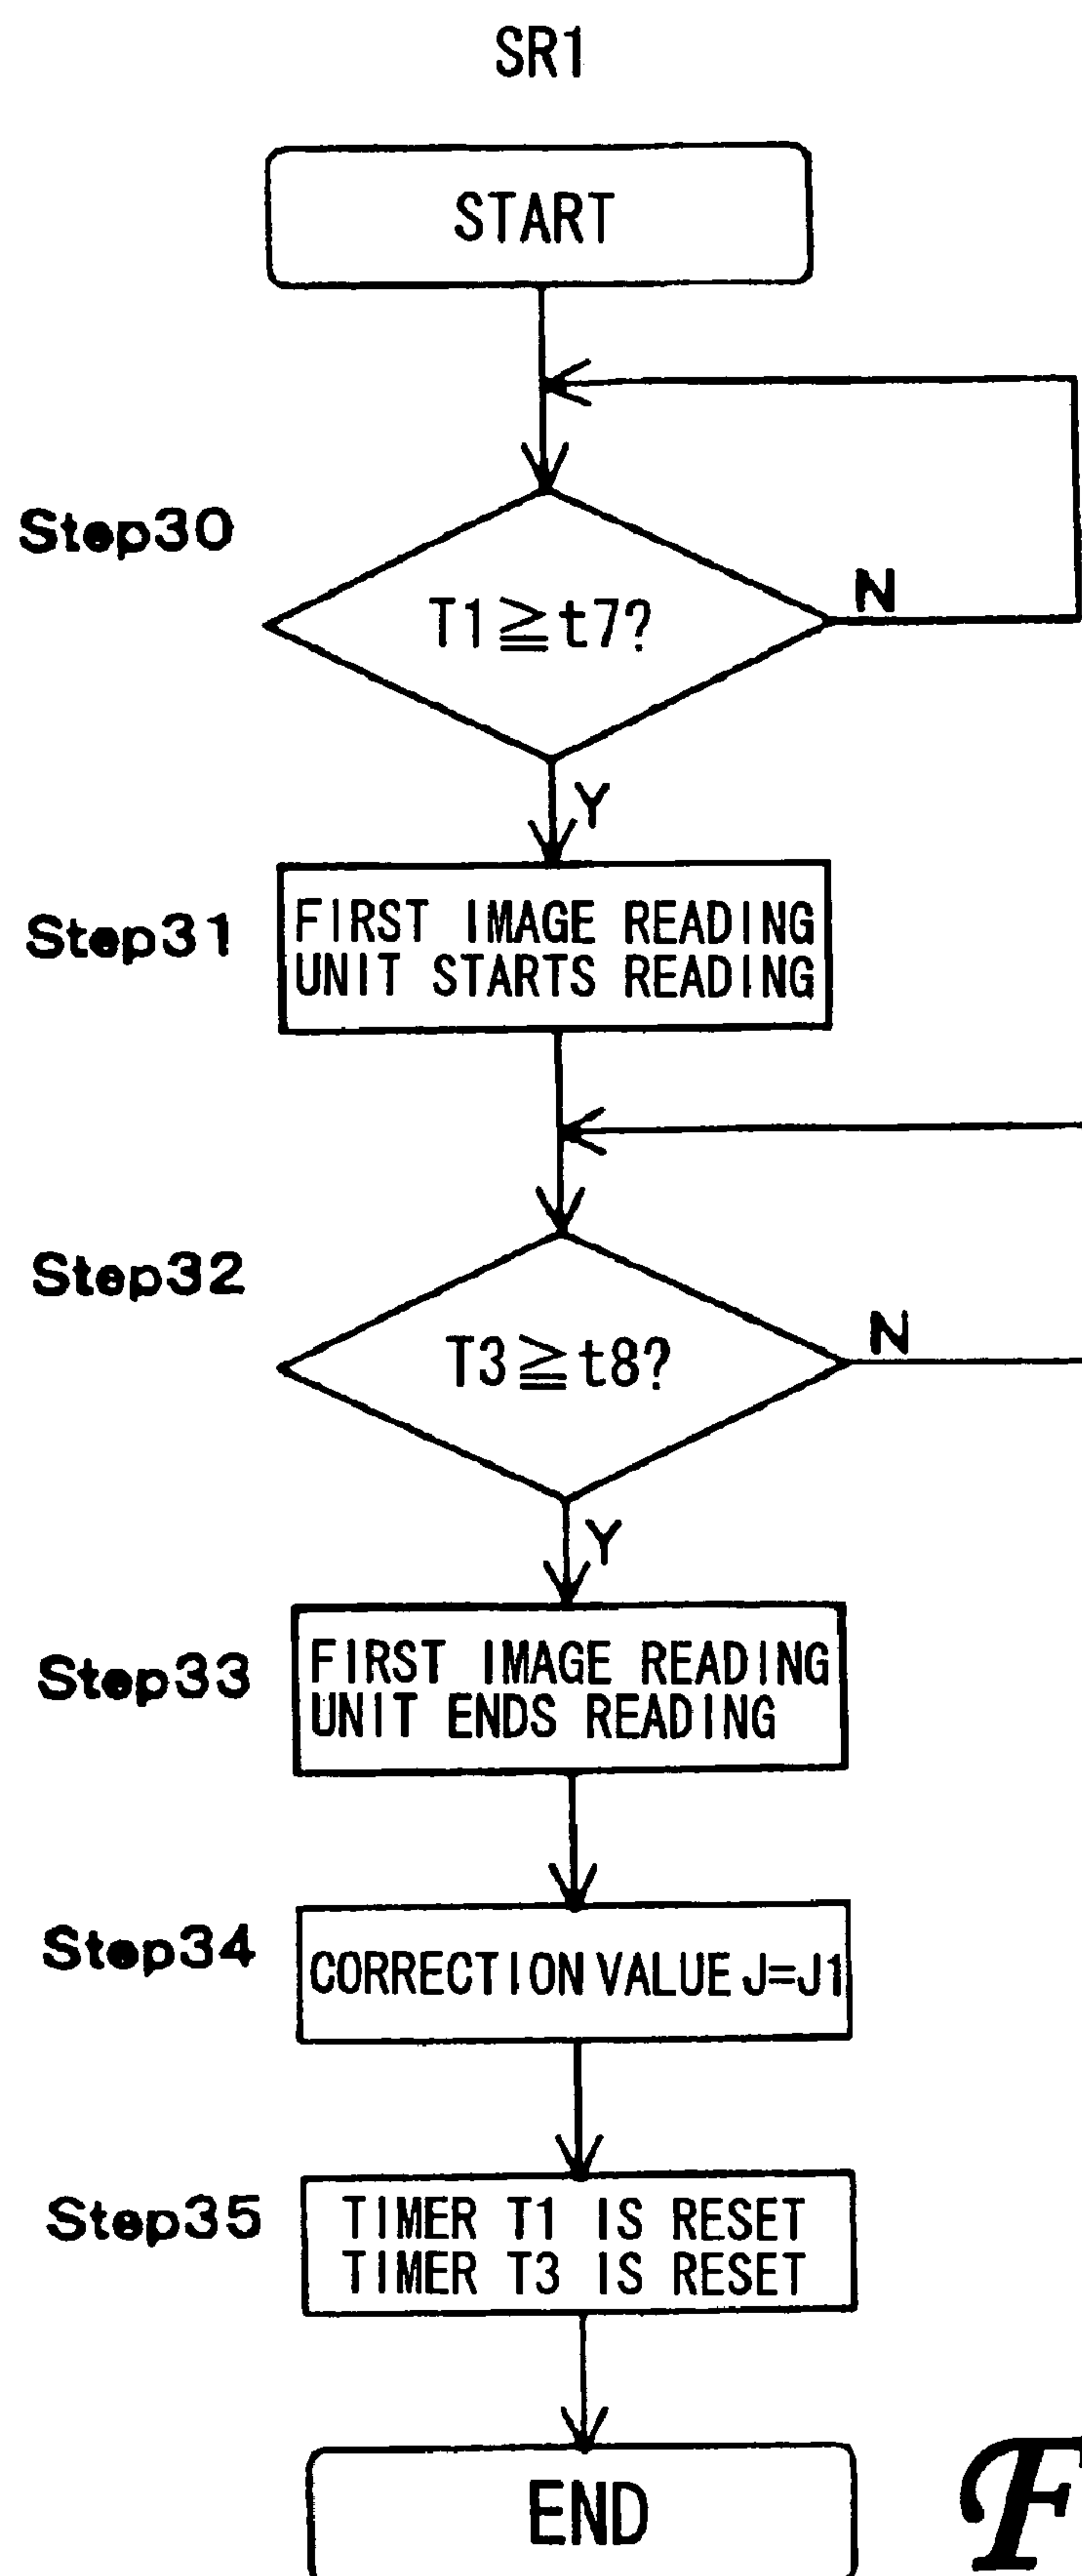 SR1
START
Step30
T1≧t7?
N
Y
Step31
FIRST IMAGE READING
UNIT STARTS READING
Step32
T3≧t8?
N
Y
Step33
FIRST IMAGE READING
UNIT ENDS READING
Step34
CORRECTION VALUE J=J1
Step35
TIMER T1 IS RESET
TIMER T3 IS RESET
END
F